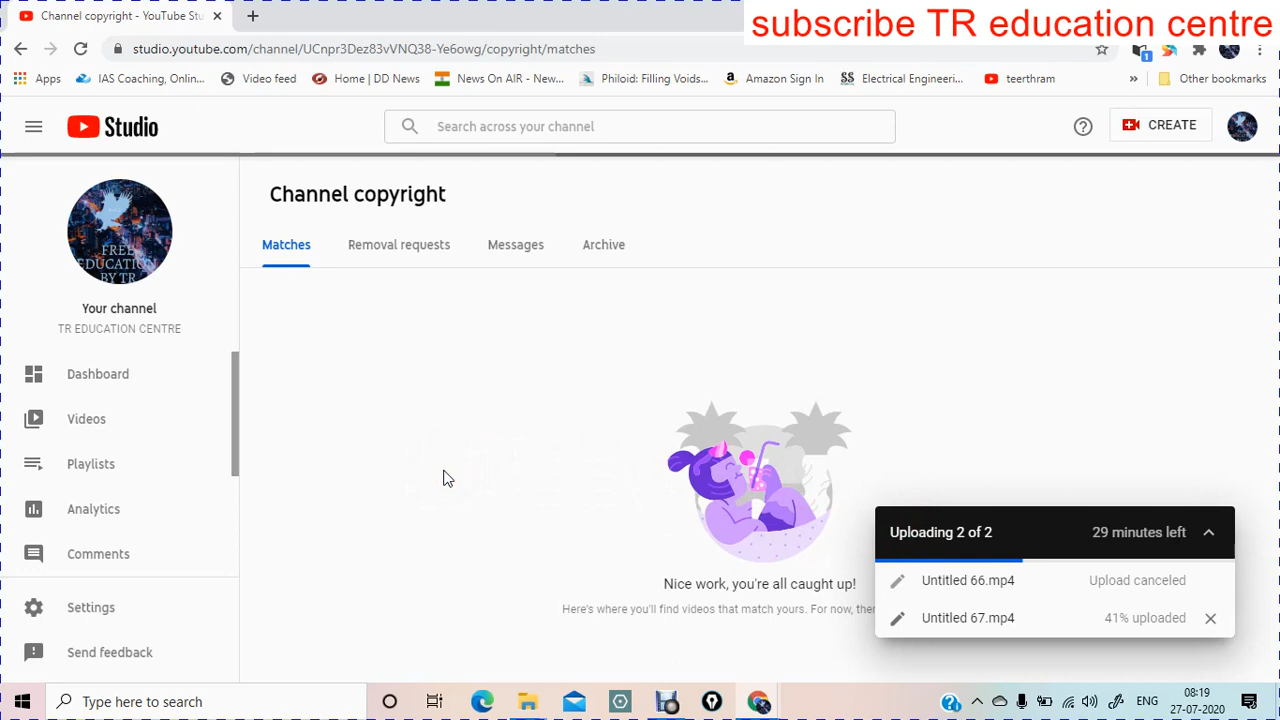 Channel copyright - YouTube Stu
subscribe TR education centre
studio.youtube.com/channel/UCnpr3Dez83vVNQ38-Ye6owg/copyright/matches
1
Apps IAS Coaching, Onlin... Video feed Home | DD News News On AIR - New... Philoid: Filling Voids... Amazon Sign In Electrical Engineeri... teerthram » Other bookmarks
Studio
Search across your channel
CREATE
FREE
EDUCATION
BY TR
Your channel
TR EDUCATION CENTRE
Dashboard
Videos
Playlists
Analytics
Comments
Settings
Send feedback
Channel copyright
Matches Removal requests Messages Archive
Nice work, you're all caught up!
Here's where you'll find videos that match yours. For now, ther
Uploading 2 of 2 29 minutes left
Untitled 66.mp4 Upload canceled
Untitled 67.mp4 41% uploaded
Type here to search
ENG
08:19
27-07-2020